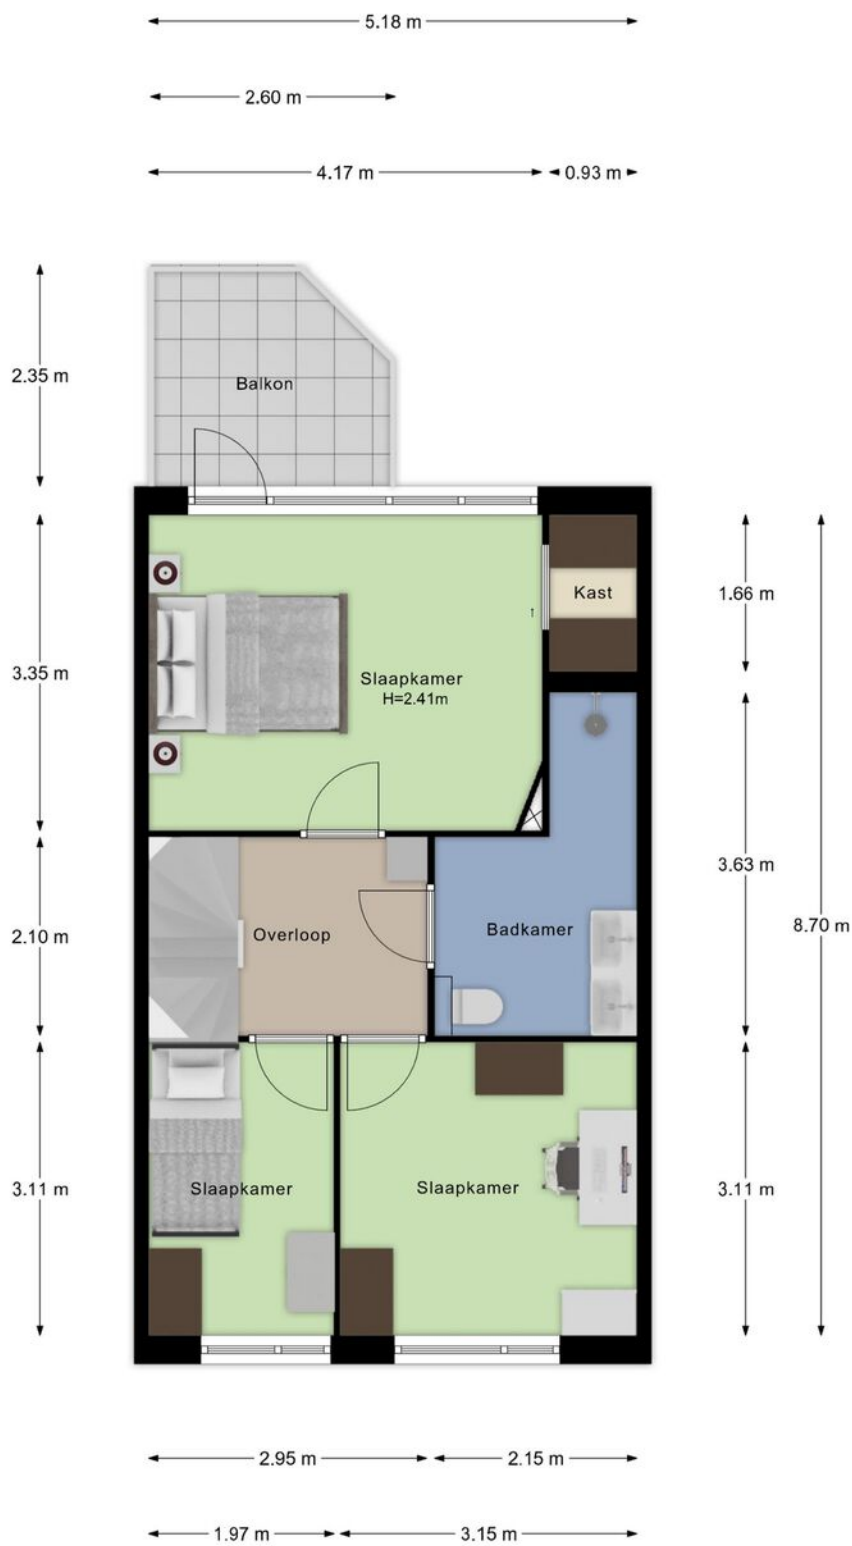 5.18 m
2.60 m
4.17 m
0.93 m
2.35 m
Balkon
3.35 m
Kast
1.66 m
Slaapkamer
H=2.41m
2.10 m
Overloop
Badkamer
3.63 m
8.70 m
3.11 m
Slaapkamer
Slaapkamer
3.11 m
2.95 m
2.15 m
1.97 m
3.15 m